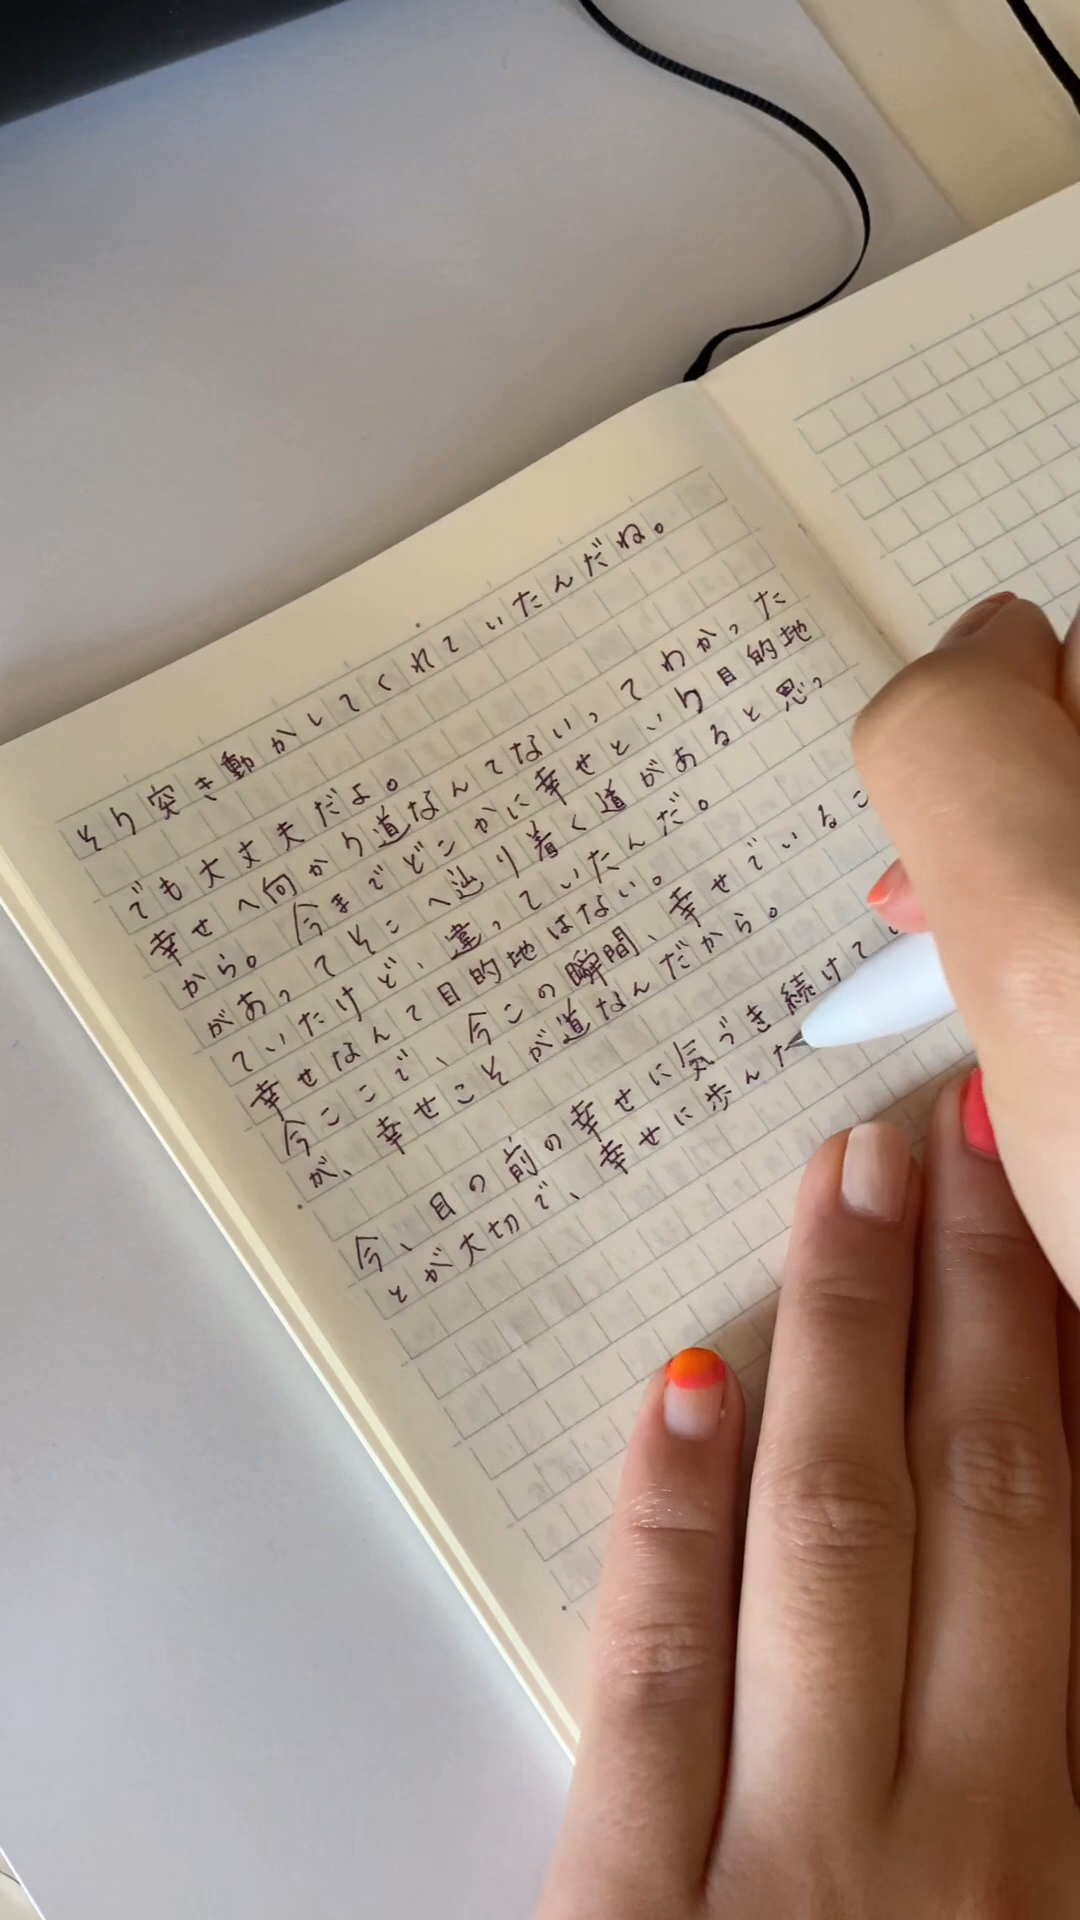 そう突き動かしてくれていたんだね。
でも大丈夫だよ。
幸せへ向かう道なんてないってわかった
から。今までどこかに幸せという目的地
があってそこへ辿り着く道があると思っ
ていたけど、違っていたんだ。
幸せなんて目的地はない。
今ここで、今この瞬間、幸せでいるこ
が、幸せこそが道なんだから。
今、目の前の幸せに気づき続けて
とが大切で、幸せに歩んた